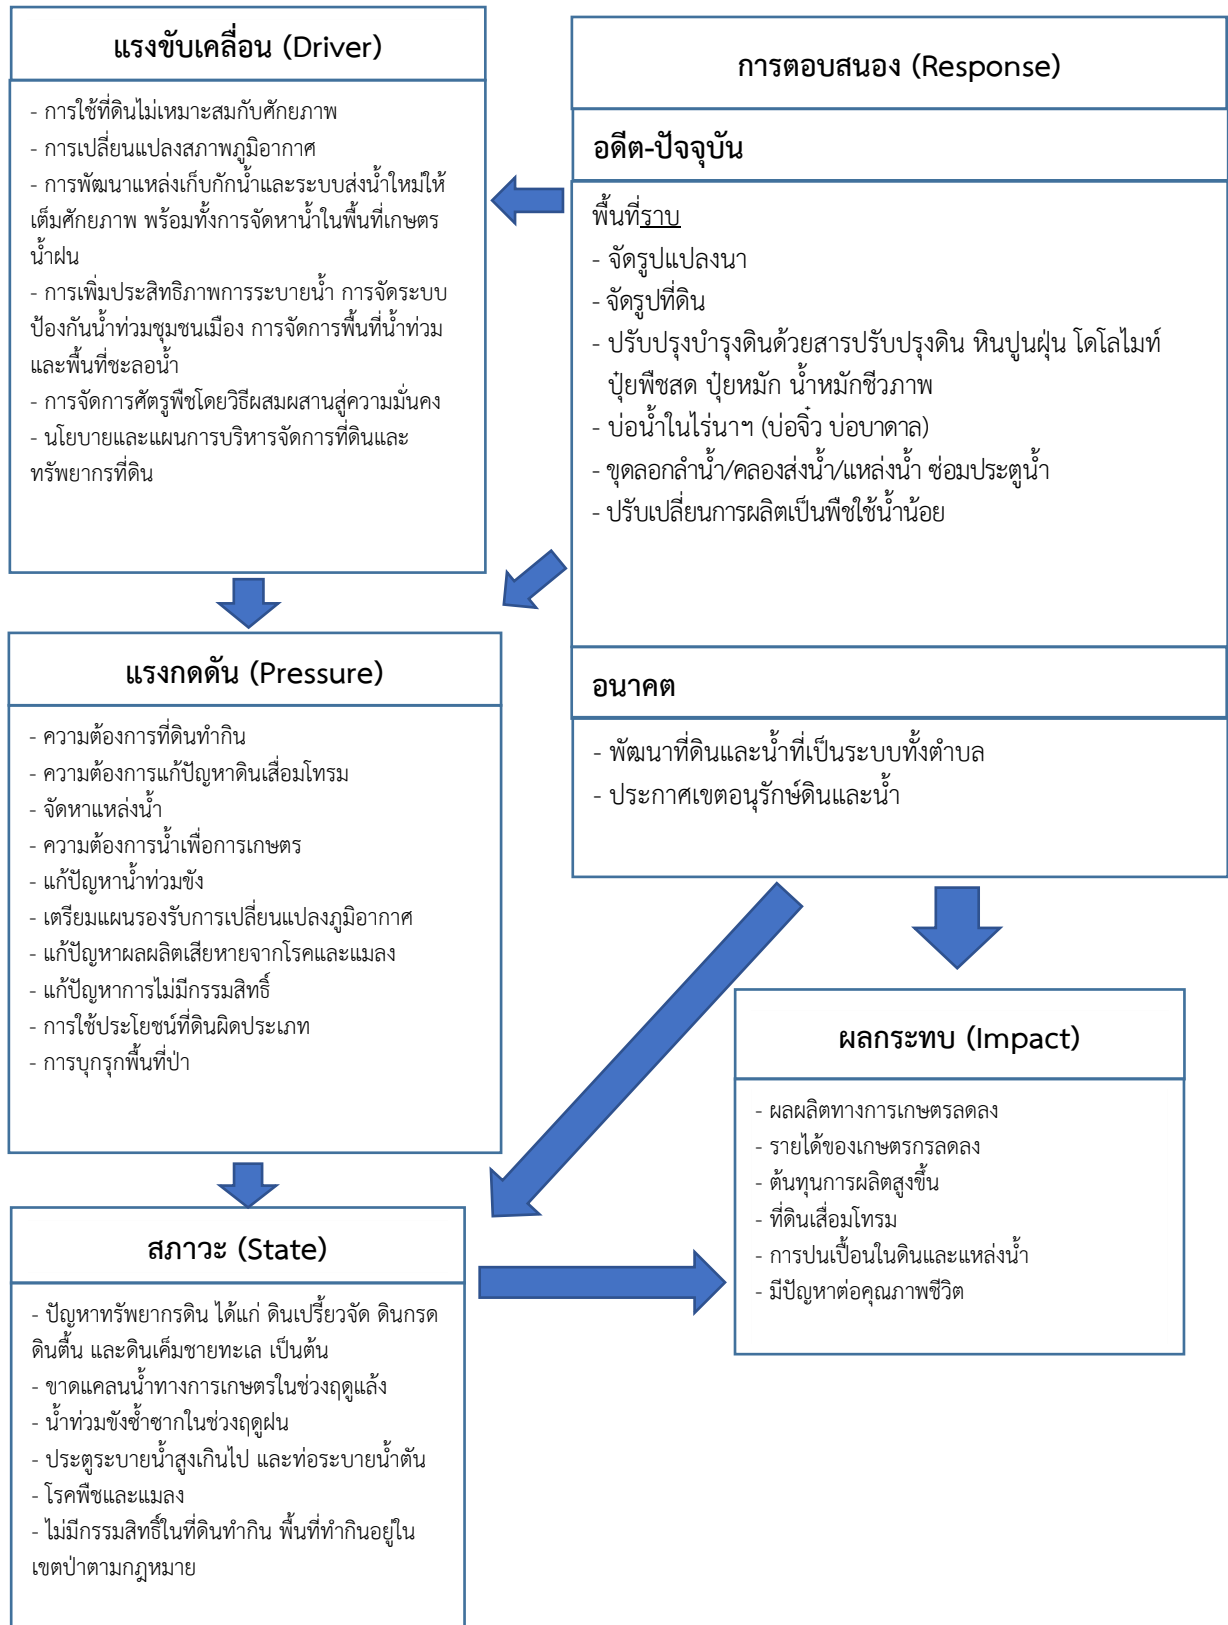 แรงขับเคลื่อน (Driver)
- การใช้ที่ดินไม่เหมาะสมกับศักยภาพ
- การเปลี่ยนแปลงสภาพภูมิอากาศ
- การพัฒนาแหล่งเก็บกักน้ำและระบบส่งน้ำใหม่ให้
เต็มศักยภาพ พร้อมทั้งการจัดหาน้ำในพื้นที่เกษตร
น้ำฝน
- การเพิ่มประสิทธิภาพการระบายน้ำ การจัดระบบ
ป้องกันน้ำท่วมชุมชนเมือง การจัดการพื้นที่น้ำท่วม
และพื้นที่ชะลอน้ำ
- การจัดการศัตรูพืชโดยวิธีผสมผสานสู่ความมั่นคง
- นโยบายและแผนการบริหารจัดการที่ดินและ
ทรัพยากรที่ดิน
การตอบสนอง (Response)
อดีต-ปัจจุบัน
พื้นที่ราบ
- จัดรูปแปลงนา
- จัดรูปที่ดิน
- ปรับปรุงบำรุงดินด้วยสารปรับปรุงดิน หินปูนฝุ่น โดโลไมท์
ปุ๋ยพืชสด ปุ๋ยหมัก น้ำหมักชีวภาพ
- บ่อน้ำในไร่นาฯ (บ่อจิ๋ว บ่อบาดาล)
- ขุดลอกลำน้ำ/คลองส่งน้ำ/แหล่งน้ำ ซ่อมประตูน้ำ
- ปรับเปลี่ยนการผลิตเป็นพืชใช้น้ำน้อย
อนาคต
- พัฒนาที่ดินและน้ำที่เป็นระบบทั้งตำบล
- ประกาศเขตอนุรักษ์ดินและน้ำ
แรงกดดัน (Pressure)
- ความต้องการที่ดินทำกิน
- ความต้องการแก้ปัญหาดินเสื่อมโทรม
- จัดหาแหล่งน้ำ
- ความต้องการน้ำเพื่อการเกษตร
- แก้ปัญหาน้ำท่วมขัง
- เตรียมแผนรองรับการเปลี่ยนแปลงภูมิอากาศ
- แก้ปัญหาผลผลิตเสียหายจากโรคและแมลง
- แก้ปัญหาการไม่มีกรรมสิทธิ์
- การใช้ประโยชน์ที่ดินผิดประเภท
- การบุกรุกพื้นที่ป่า
ผลกระทบ (Impact)
- ผลผลิตทางการเกษตรลดลง
- รายได้ของเกษตรกรลดลง
- ต้นทุนการผลิตสูงขึ้น
- ที่ดินเสื่อมโทรม
- การปนเปื้อนในดินและแหล่งน้ำ
- มีปัญหาต่อคุณภาพชีวิต
สภาวะ (State)
- ปัญหาทรัพยากรดิน ได้แก่ ดินเปรี้ยวจัด ดินกรด
ดินตื้น และดินเค็มชายทะเล เป็นต้น
- ขาดแคลนน้ำทางการเกษตรในช่วงฤดูแล้ง
- น้ำท่วมขังซ้ำซากในช่วงฤดูฝน
- ประตูระบายน้ำสูงเกินไป และท่อระบายน้ำตัน
- โรคพืชและแมลง
- ไม่มีกรรมสิทธิ์ในที่ดินทำกิน พื้นที่ทำกินอยู่ใน
เขตป่าตามกฎหมาย